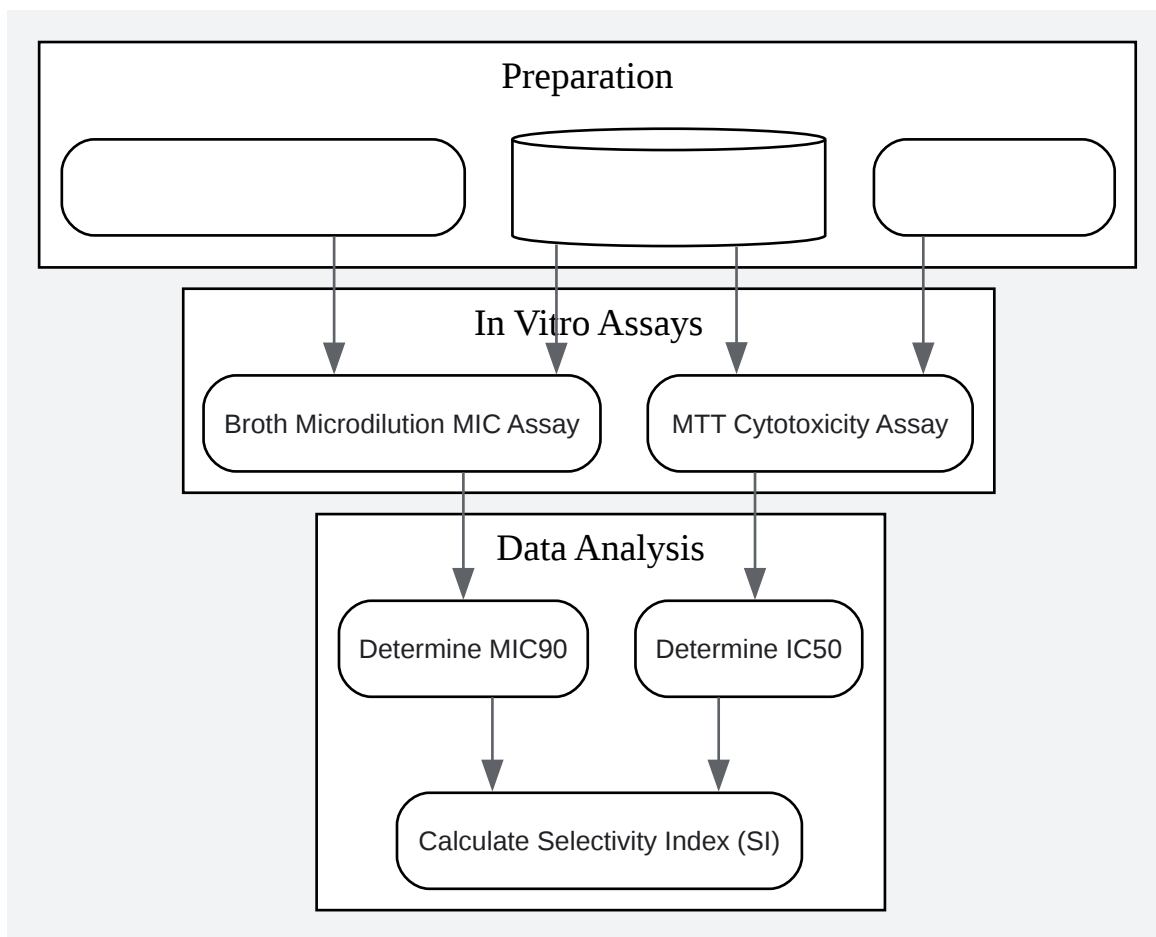 Preparation
In Vitro Assays
Broth Microdilution MIC Assay
MTT Cytotoxicity Assay
Data Analysis
Determine MIC90
Determine IC50
Calculate Selectivity Index (SI)